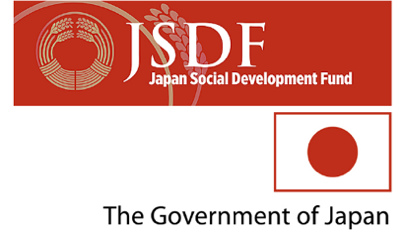 JSDF
Japan Social Development Fund
The Government of Japan